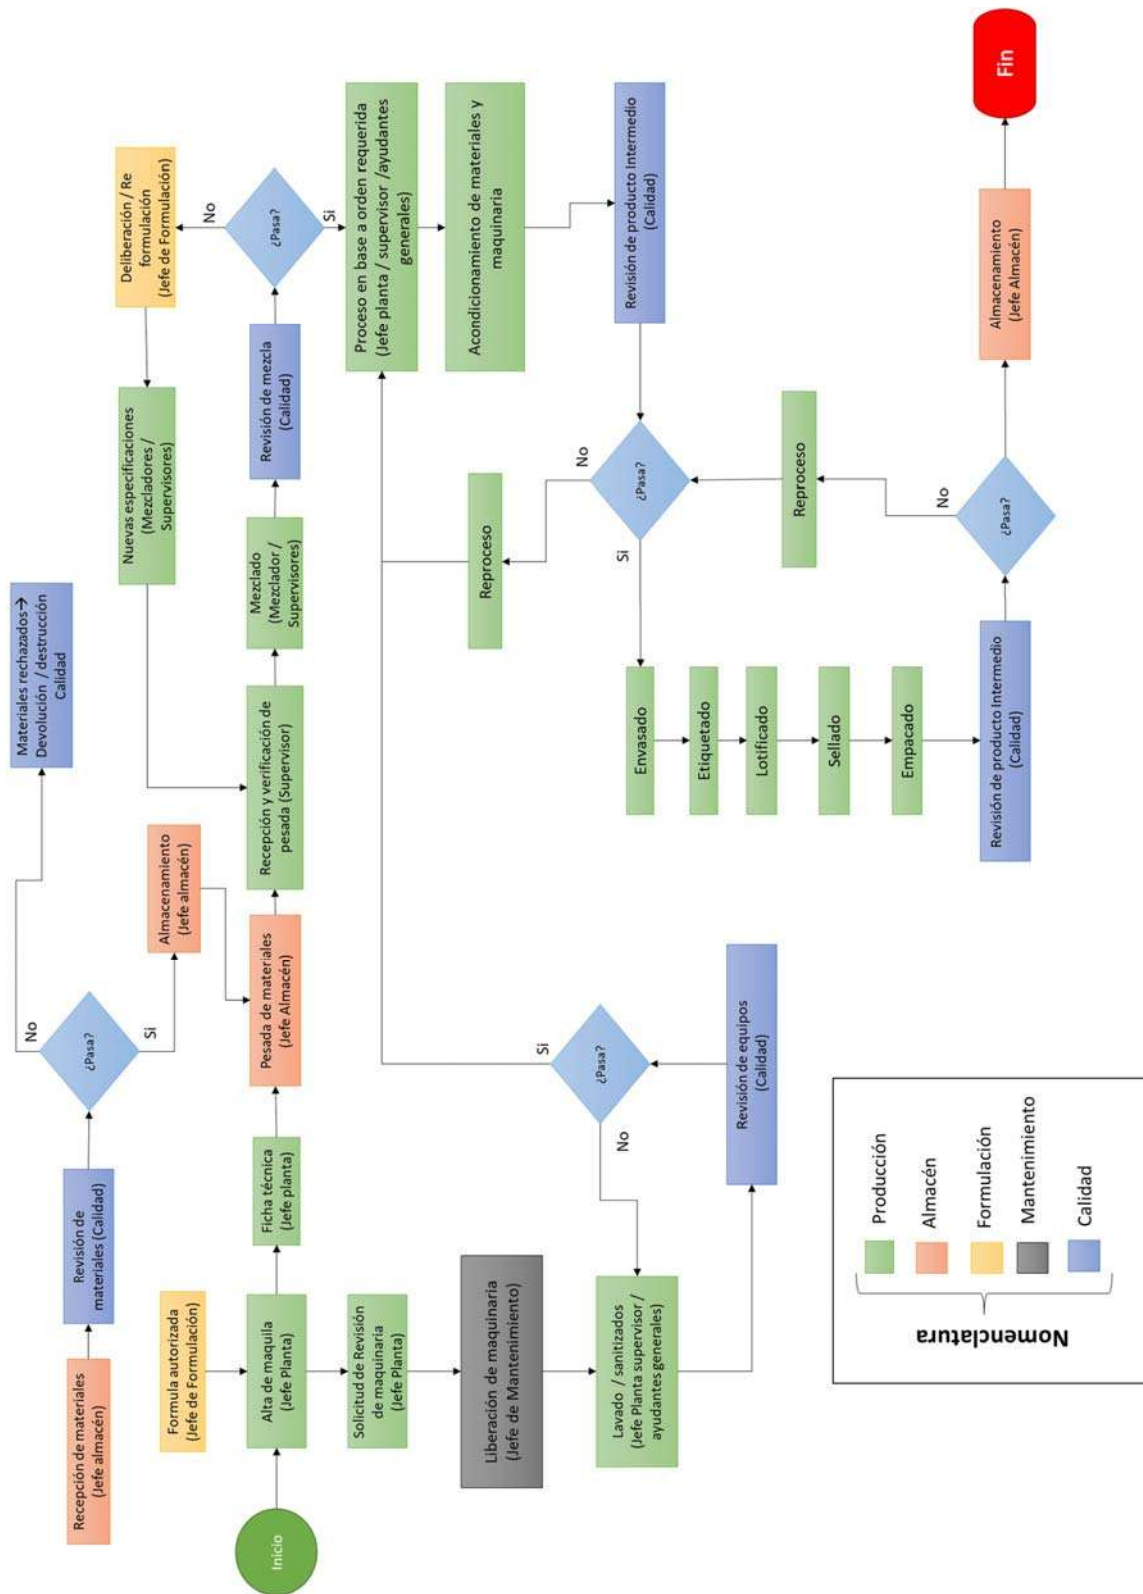 Recepción de materiales
(Jefe almacén)
Revisión de
materiales (Calidad)
¿Pasa?
No
Si
Materiales rechazados→
Devolución / destrucción
Calidad
Almacenamiento
(Jefe almacén)
Formula autorizada
(Jefe de Formulación)
Inicio
Alta de maquila
(Jefe Planta)
Ficha técnica
(Jefe planta)
Pesada de materiales
(Jefe Almacén)
Recepción y verificación de
pesada (Supervisor)
Mezclado
(Mezclador /
Supervisores)
Revisión de mezcla
(Calidad)
¿Pasa?
No
Si
Deliberación / Re
formulación
(Jefe de Formulación)
Nuevas especificaciones
(Mezcladores /
Supervisores)
Solicitud de Revisión
de maquinaria
(Jefe Planta)
Liberación de maquinaria
(Jefe de Mantenimiento)
Lavado / sanitizados
(Jefe Planta supervisor /
ayudantes generales)
Revisión de equipos
(Calidad)
¿Pasa?
No
Si
Proceso en base a orden requerida
(Jefe planta / supervisor /ayudantes
generales)
Acondicionamiento de materiales y
maquinaria
Revisión de producto Intermedio
(Calidad)
¿Pasa?
No
Si
Reproceso
Envasado
Etiquetado
Lotificado
Sellado
Empacado
Revisión de producto Intermedio
(Calidad)
¿Pasa?
No
Reproceso
Almacenamiento
(Jefe Almacén)
Fin
Nomenclatura
Producción
Almacén
Formulación
Mantenimiento
Calidad